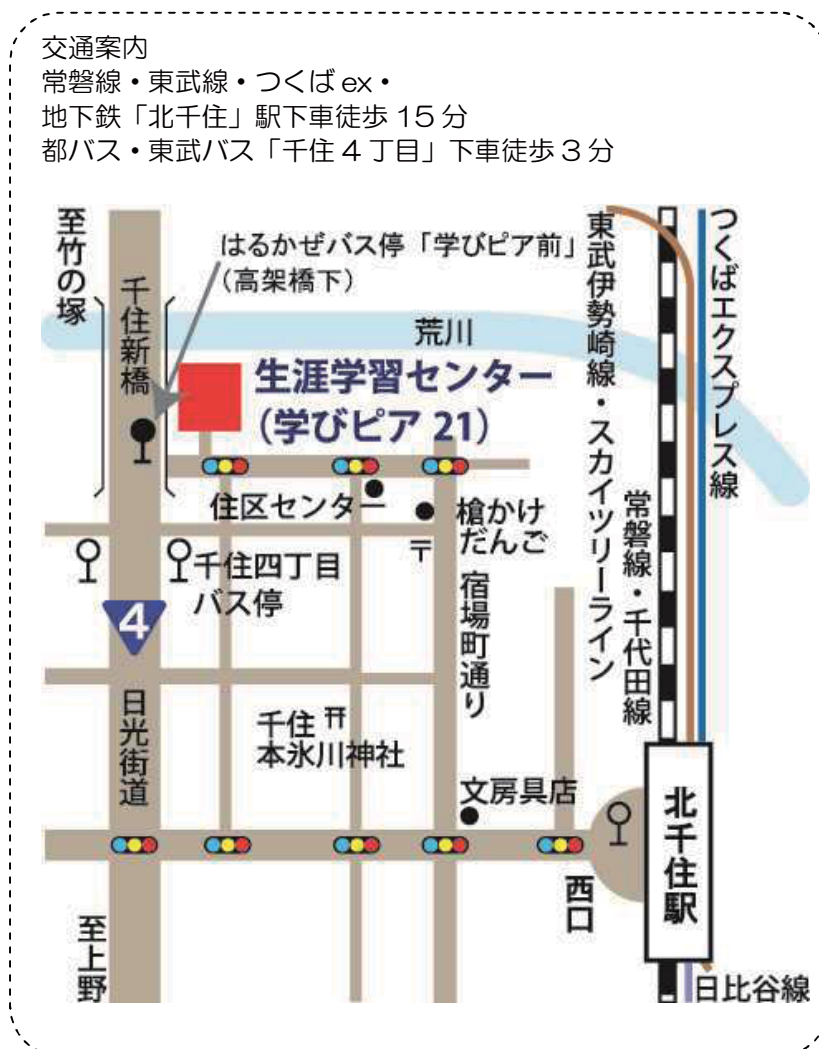 交通案内
常磐線・東武線・つくば ex・
地下鉄「北千住」駅下車徒歩 15 分
都バス・東武バス「千住 4 丁目」下車徒歩 3 分
至竹の塚
千住新橋
はるかぜバス停「学びピア前」
（高架橋下）
荒川
東武伊勢崎線・スカイツリーライン
つくばエクスプレス線
生涯学習センター
（学びピア 21）
住区センター
槍かけ
だんご
〒
常磐線・千代田線
千住四丁目
バス停
宿場町通り
4
日光街道
千住
本氷川神社
文房具店
北千住駅
西口
至上野
日比谷線